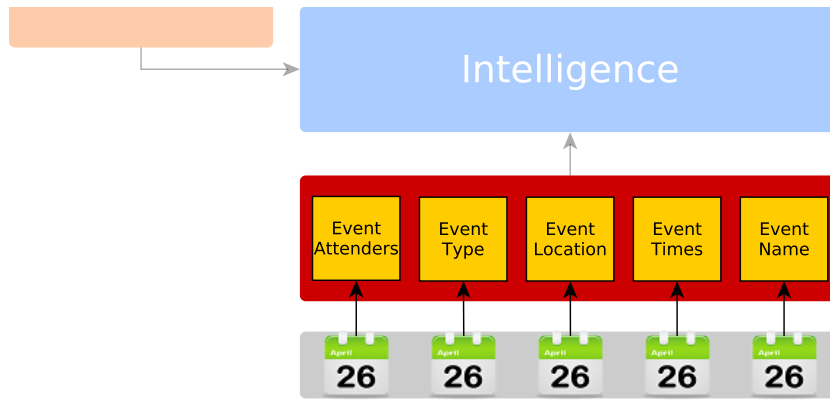 Intelligence
Event
Attenders
Event
Type
Event
Location
Event
Times
Event
Name
April
26
April
26
April
26
April
26
April
26